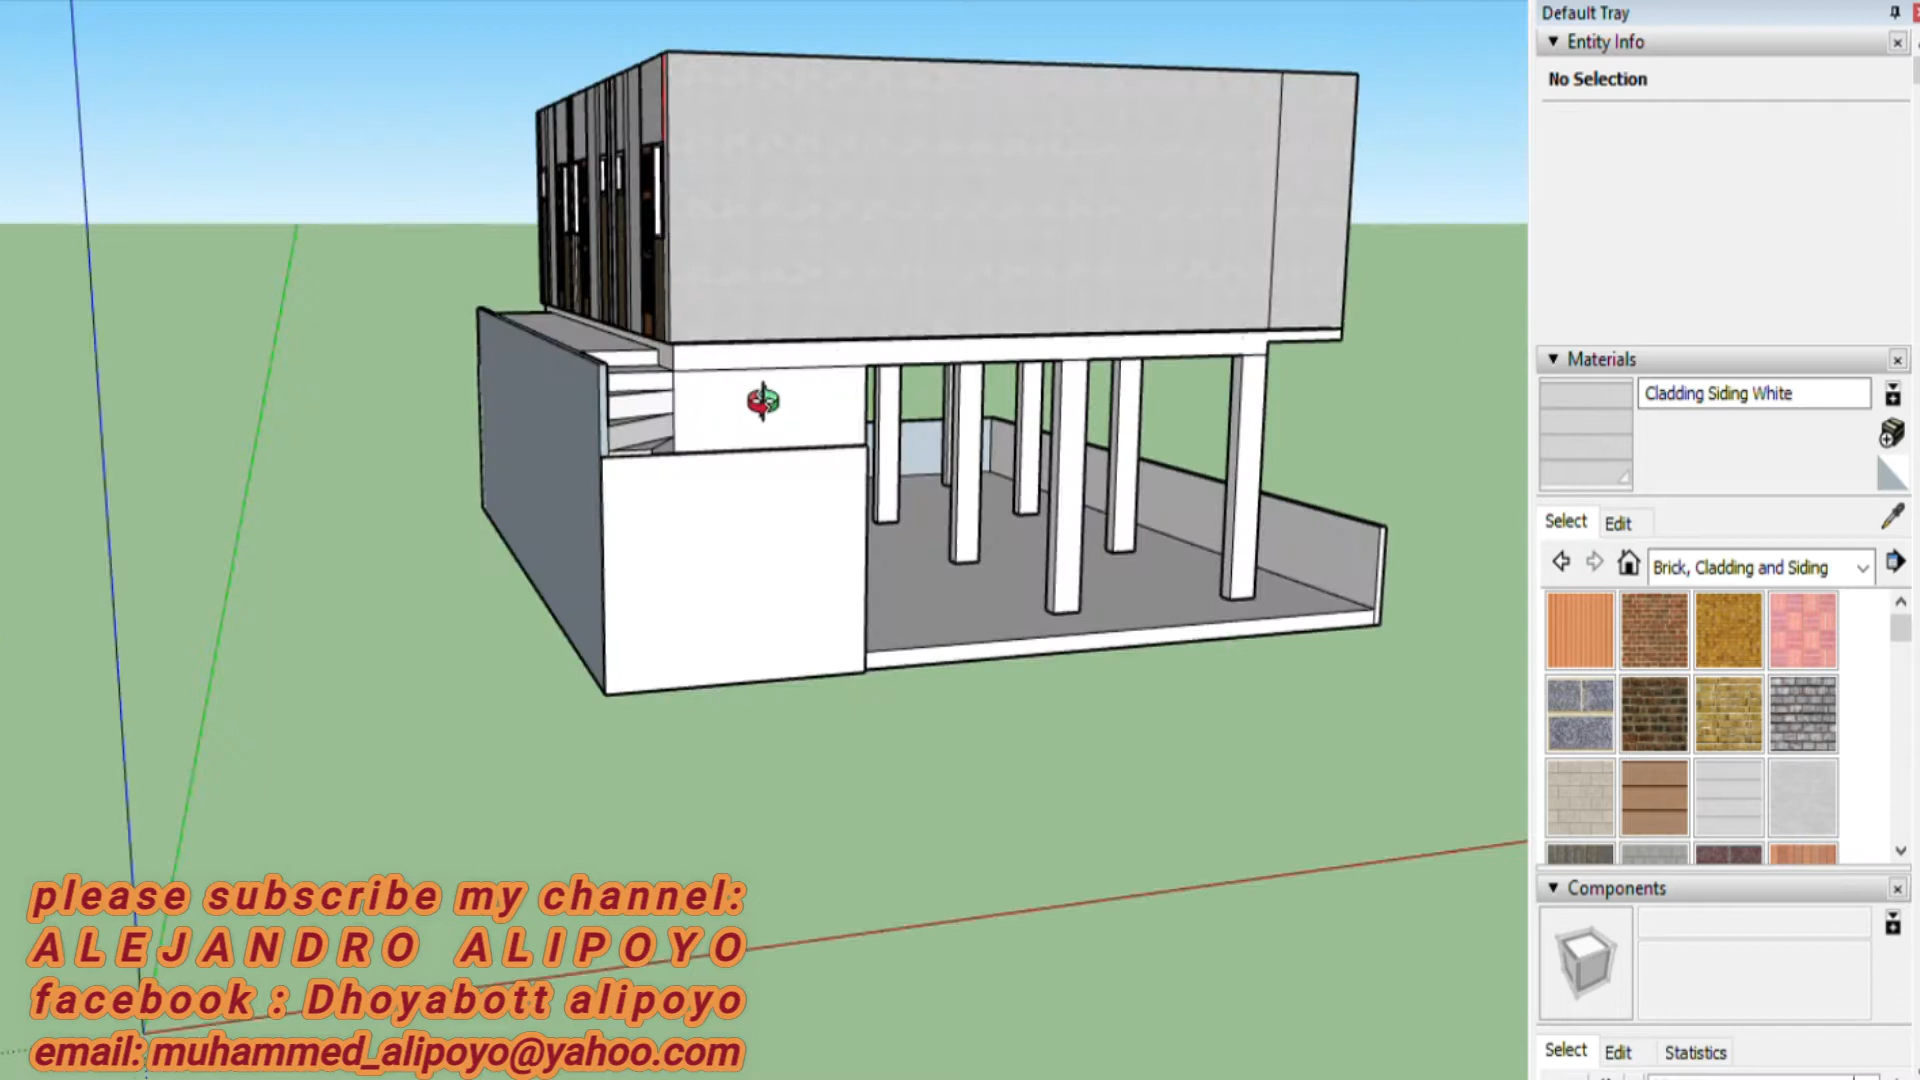 Default Tray
Entity Info
No Selection
Materials
Cladding Siding White
Select Edit
Brick, Cladding and Siding
Components
Select Edit Statistics
please subscribe my channel:
ALEJANDRO ALIPOYO
facebook : Dhoyabott alipoyo
email: muhammed_alipoyo@yahoo.com